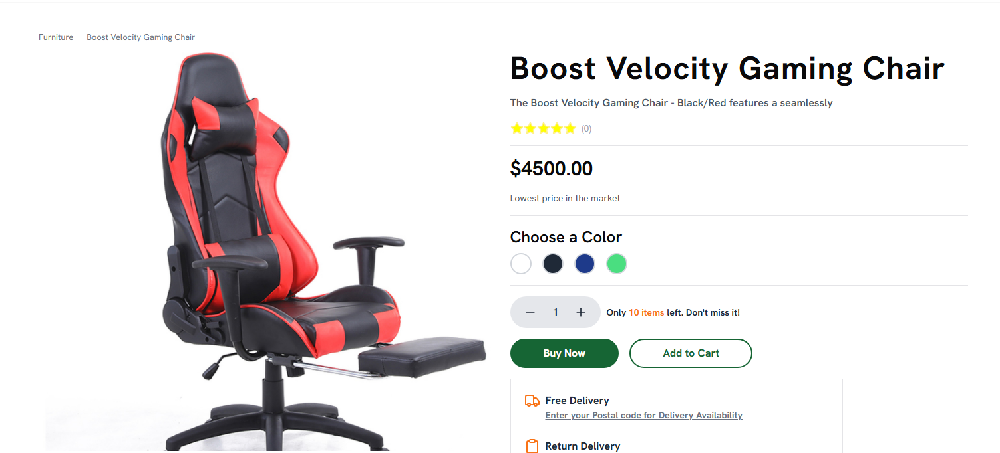 Furniture Boost Velocity Gaming Chair
Boost Velocity Gaming Chair
The Boost Velocity Gaming Chair - Black/Red features a seamlessly
(0)
$4500.00
Lowest price in the market
Choose a Color
− 1 +
Only 10 items left. Don't miss it!
Buy Now
Add to Cart
Free Delivery
Enter your Postal code for Delivery Availability
Return Delivery